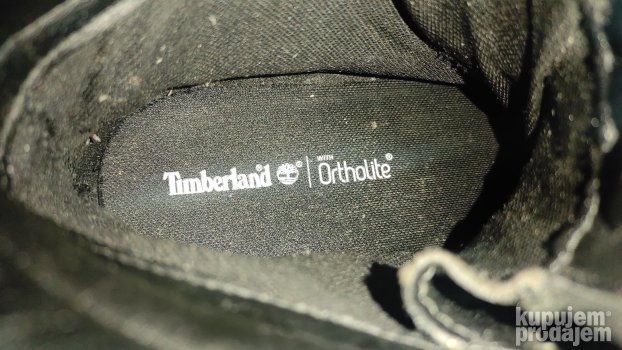 Timberland® ® | WITH Ortholite®
kupujem®
prodajem